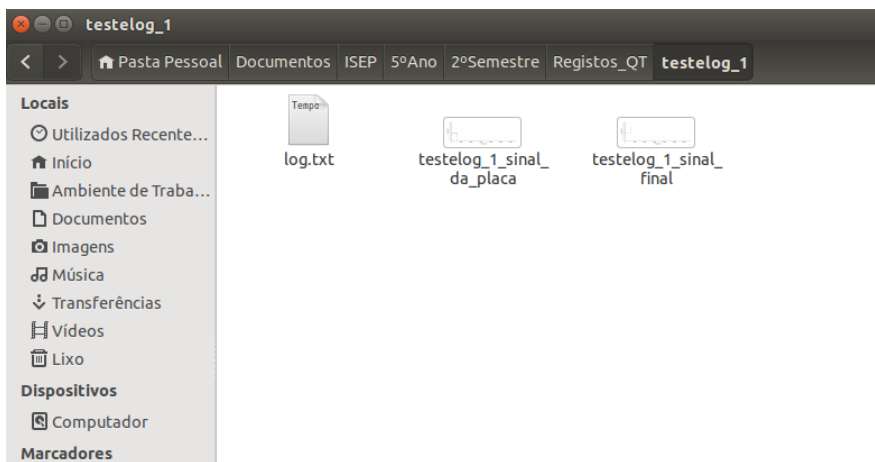 testelog_1
Pasta Pessoal Documentos ISEP 5ºAno 2ºSemestre Registos_QT testelog_1
Locais
Utilizados Recente...
Início
Ambiente de Traba...
Documentos
Imagens
Música
Transferências
Vídeos
Lixo
Dispositivos
Computador
Marcadores
Tempo
log.txt
testelog_1_sinal_
da_placa
testelog_1_sinal_
final